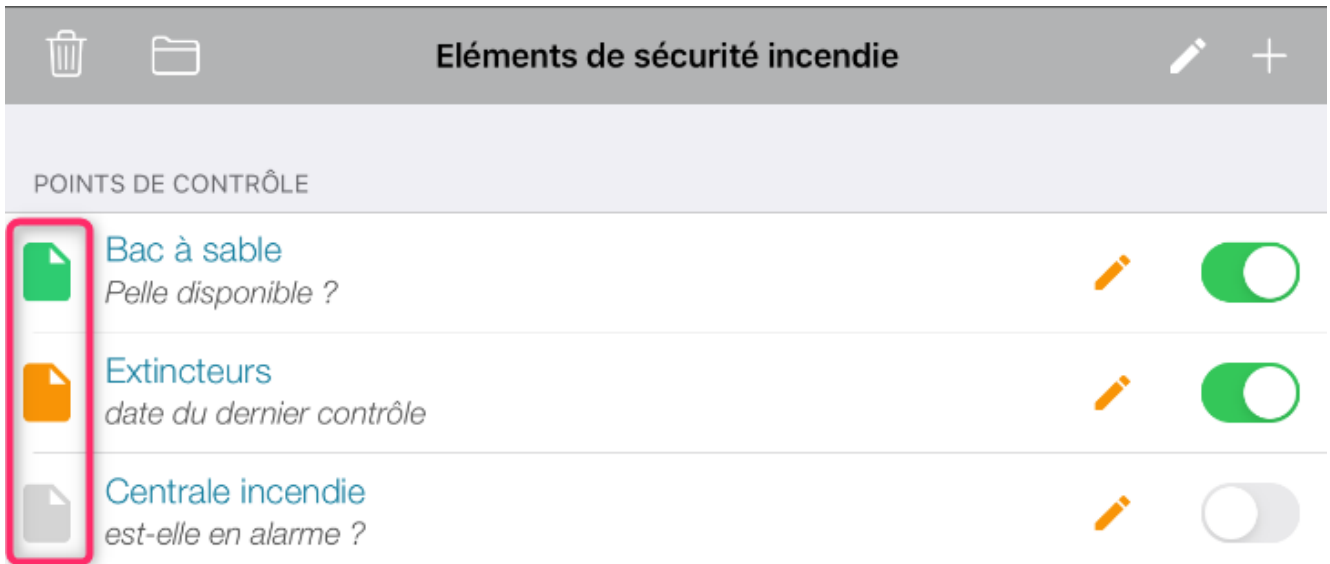 Eléments de sécurité incendie
POINTS DE CONTRÔLE
Bac à sable
Pelle disponible ?
Extincteurs
date du dernier contrôle
Centrale incendie
est-elle en alarme ?